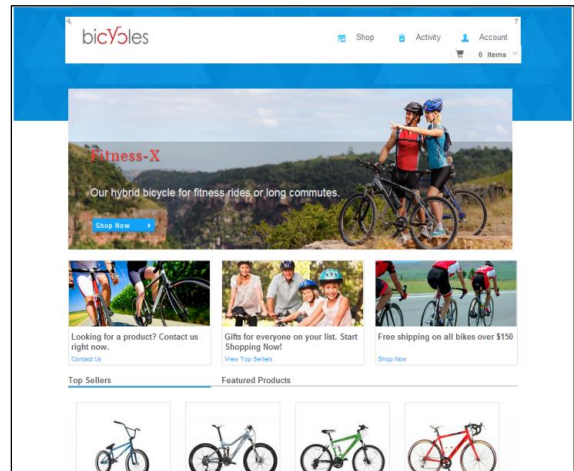 bicycles
Shop
Activity
Account
0 Items
Fitness-X
Our hybrid bicycle for fitness rides or long commutes.
Shop Now
Looking for a product? Contact us
right now.
Contact Us
Gifts for everyone on your list. Start
Shopping Now!
View Top Sellers
Free shipping on all bikes over $150
Shop Now
Top Sellers
Featured Products